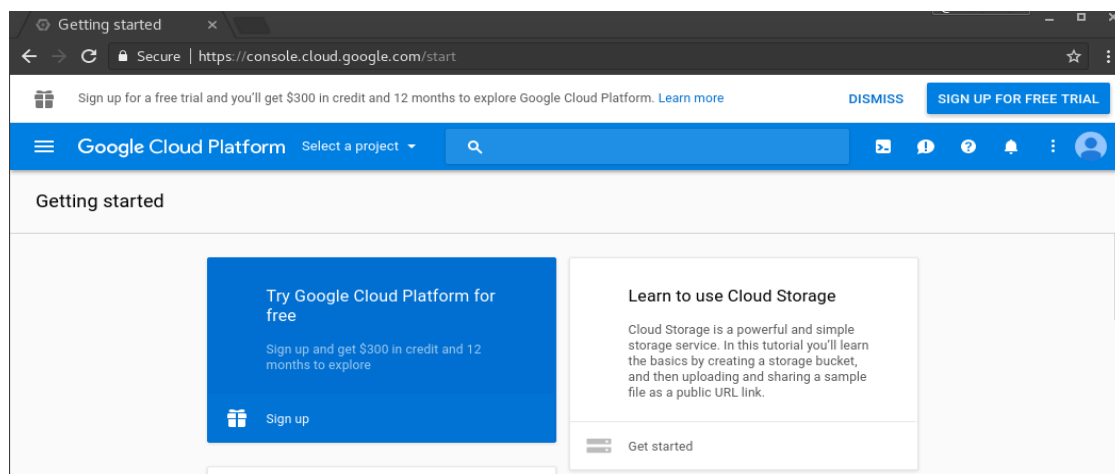 Getting started
Secure | https://console.cloud.google.com/start
Sign up for a free trial and you'll get $300 in credit and 12 months to explore Google Cloud Platform. Learn more
DISMISS
SIGN UP FOR FREE TRIAL
Google Cloud Platform
Select a project
Getting started
Try Google Cloud Platform for
free
Sign up and get $300 in credit and 12
months to explore
Sign up
Learn to use Cloud Storage
Cloud Storage is a powerful and simple
storage service. In this tutorial you'll learn
the basics by creating a storage bucket,
and then uploading and sharing a sample
file as a public URL link.
Get started